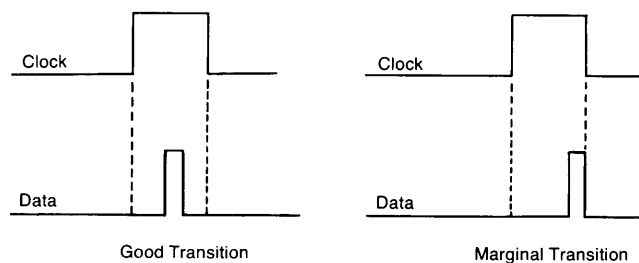 Clock
Data
Good Transition
Clock
Data
Marginal Transition